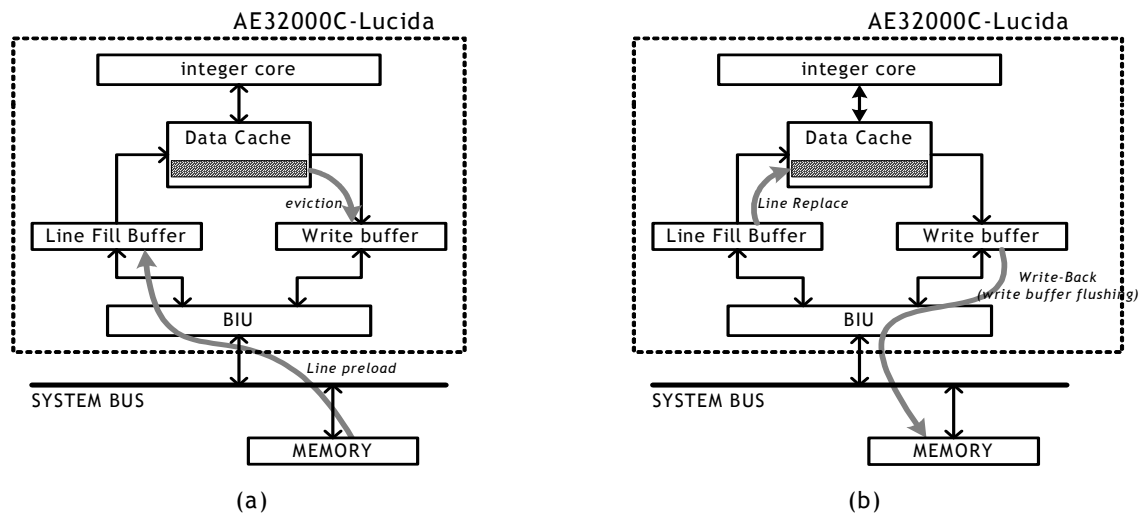 AE32000C-Lucida
integer core
Data Cache
eviction
Line Fill Buffer
Write buffer
BIU
Line preload
SYSTEM BUS
MEMORY
(a)
AE32000C-Lucida
integer core
Data Cache
Line Replace
Line Fill Buffer
Write buffer
Write-Back
(write buffer flushing)
BIU
SYSTEM BUS
MEMORY
(b)